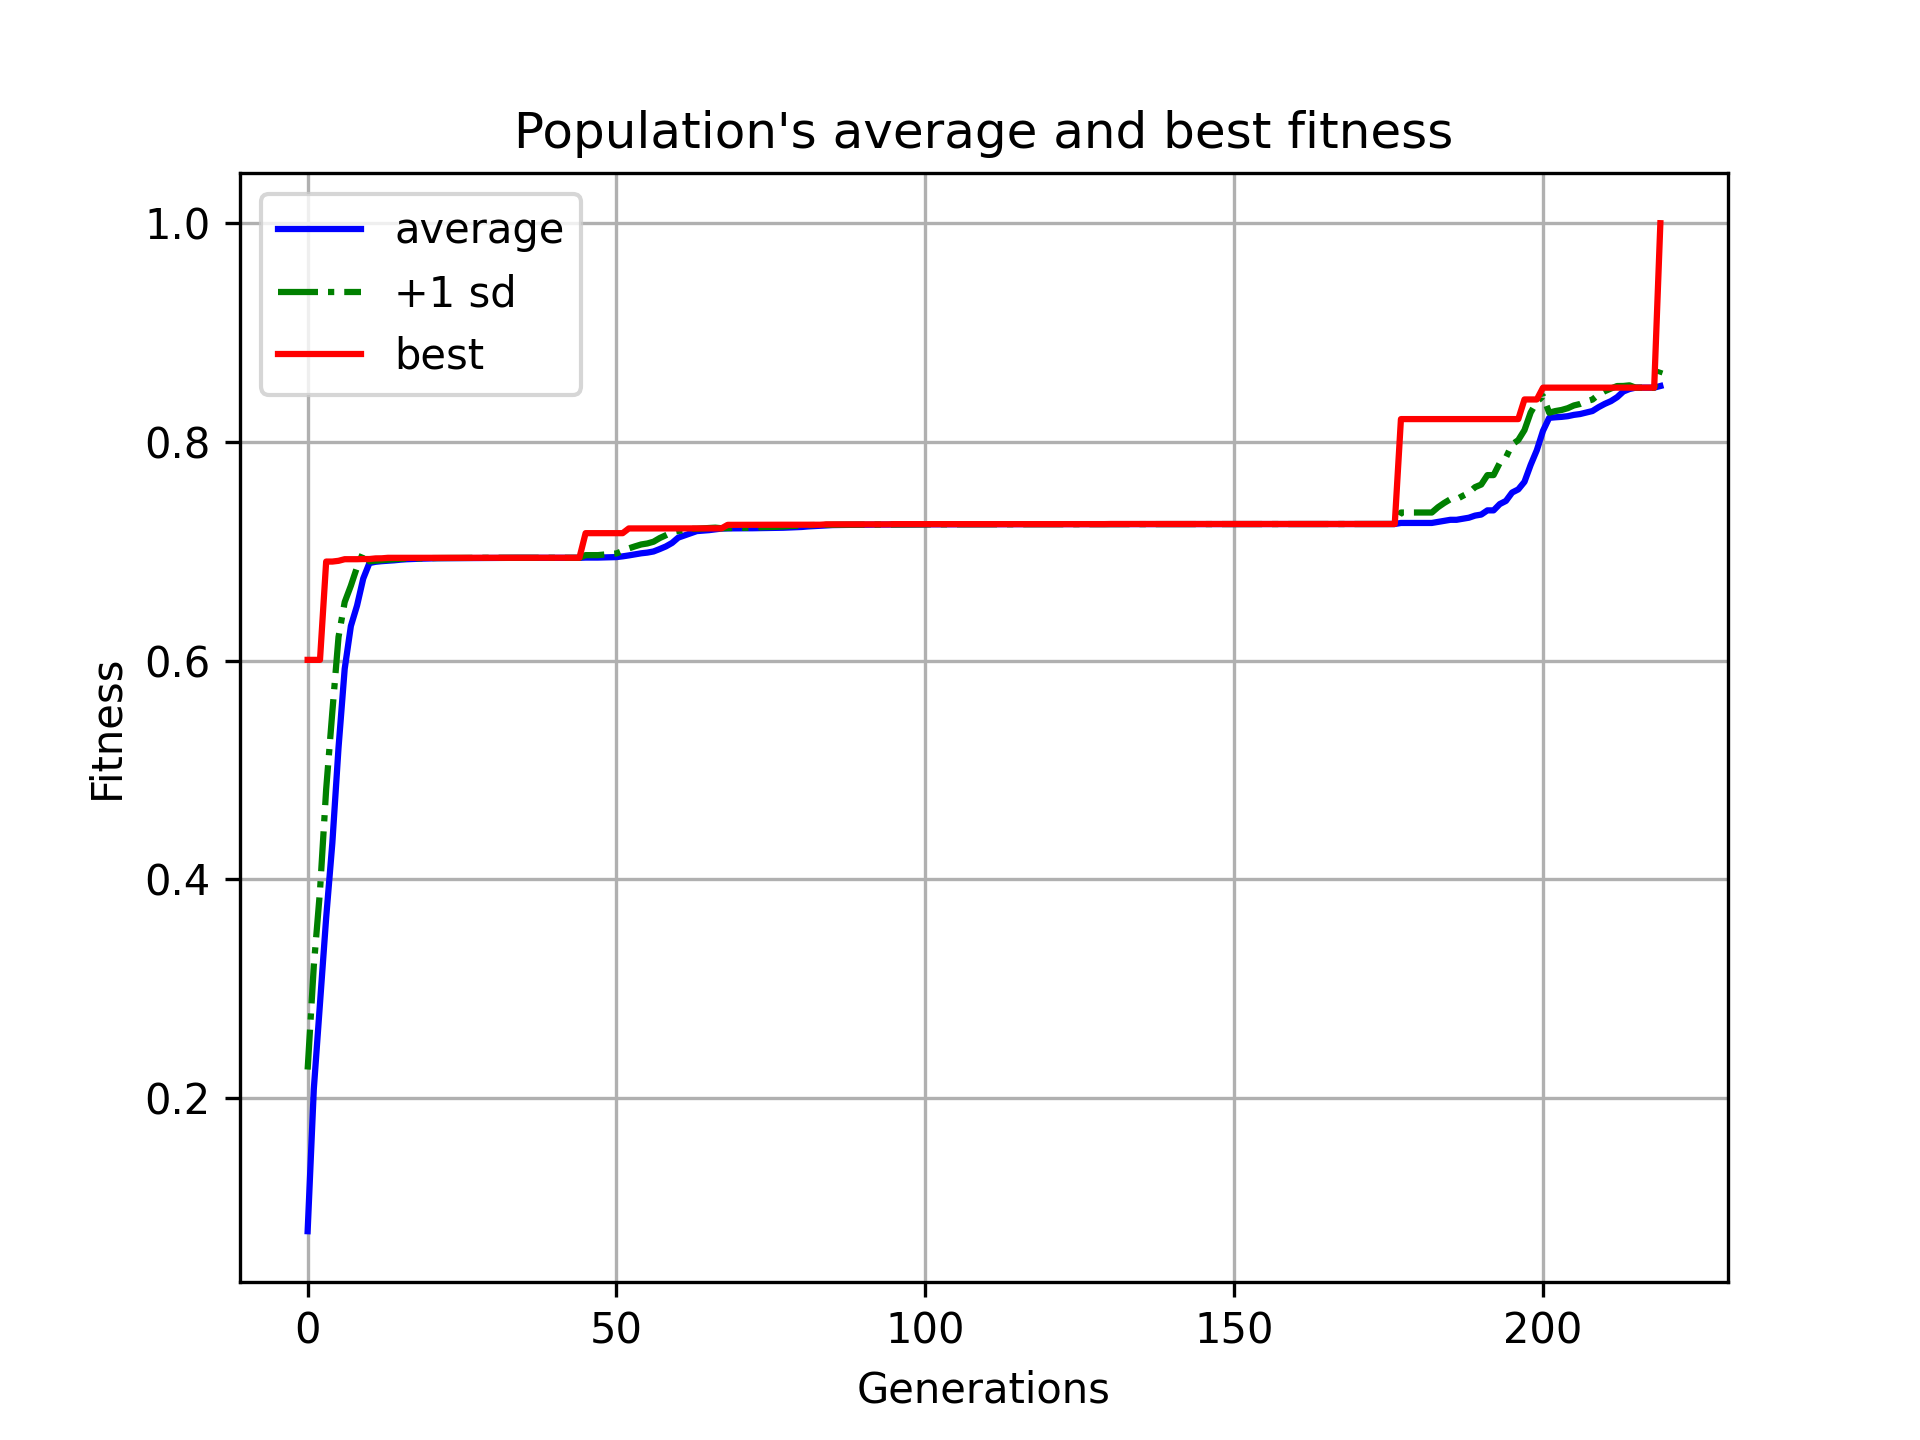 Population's average and best fitness
average
+1 sd
best
1.0
0.8
0.6
0.4
0.2
Fitness
0 50 100 150 200
Generations